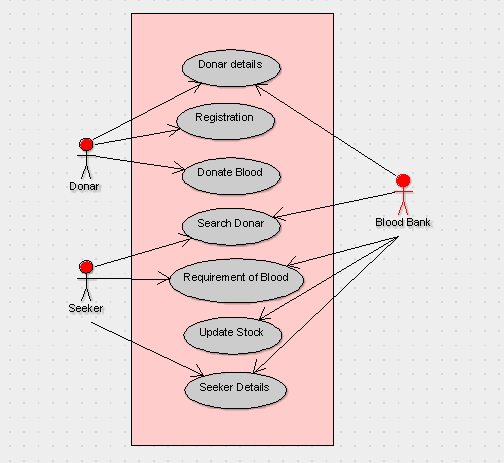 Donar details
Registration
Donate Blood
Donar
Blood Bank
Search Donar
Requirement of Blood
Seeker
Update Stock
Seeker Details